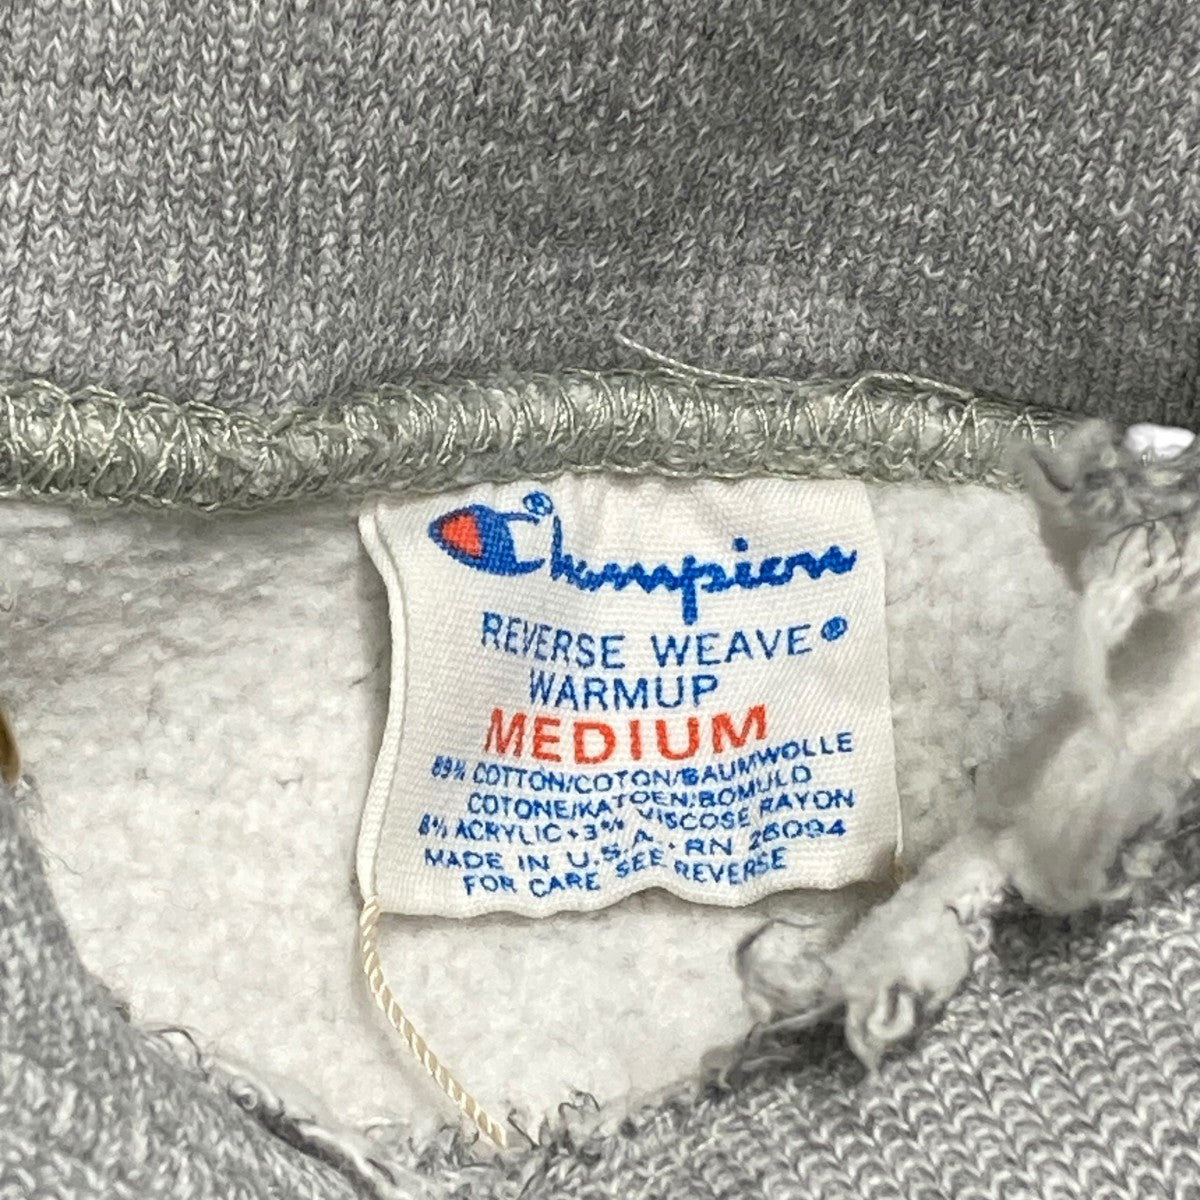 Champion®
REVERSE WEAVE®
WARMUP
MEDIUM
89% COTTON/COTON/BAUMWOLLE
COTONE/KATOEN/BOMULD
8% ACRYLIC • 3% VISCOSE RAYON
MADE IN U.S.A. • RN 26094
FOR CARE SEE REVERSE